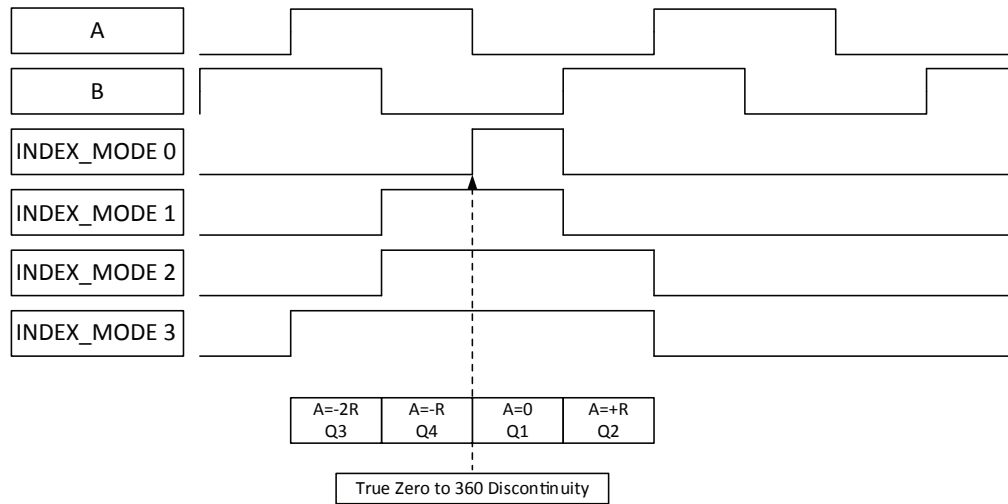 A
B
INDEX_MODE 0
INDEX_MODE 1
INDEX_MODE 2
INDEX_MODE 3
A=-2R
Q3
A=-R
Q4
A=0
Q1
A=+R
Q2
True Zero to 360 Discontinuity